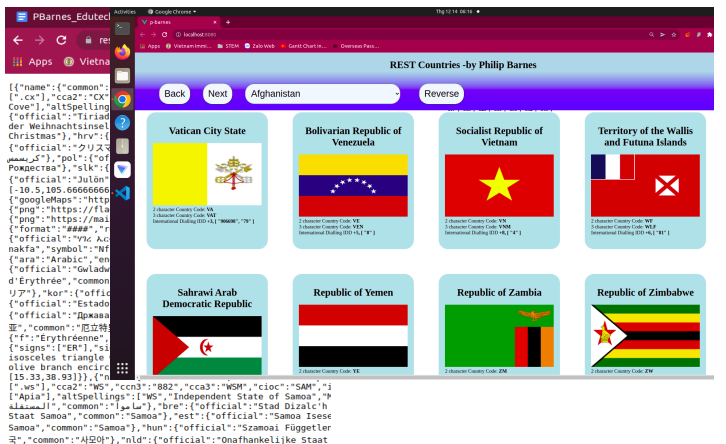 PBarnes_Edutech
Activities
Google Chrome
Thg 12 14 08:16
p-barnes
localhost:8080
Apps
Vietnam Immi...
STEM
Zalo Web
Gantt Chart in...
Overseas Pass...
Apps
Vietna
REST Countries -by Philip Barnes
Back
Next
Afghanistan
Reverse
Vatican City State
2 character Country Code: VA
3 character Country Code: VAT
International Dialling IDD +3, [ "906698", "79" ]
Bolivarian Republic of
Venezuela
2 character Country Code: VE
3 character Country Code: VEN
International Dialling IDD +5, [ "8" ]
Socialist Republic of
Vietnam
2 character Country Code: VN
3 character Country Code: VNM
International Dialling IDD +8, [ "4" ]
Territory of the Wallis
and Futuna Islands
2 character Country Code: WF
3 character Country Code: WLF
International Dialling IDD +6, [ "81" ]
Sahrawi Arab
Democratic Republic
Republic of Yemen
2 character Country Code: YE
Republic of Zambia
2 character Country Code: ZM
Republic of Zimbabwe
2 character Country Code: ZW
[{"name":{"common":
[".cx"],"cca2":"CX"
Cove"],"altSpelling
{"official":"Tiriad
der Weihnachtsinsel
Christmas"},"hrv":{
{"official":"クリスマ
كريسمس"},"pol":{"of
Рождества"},"slk":{
{"official":"Julön"
[-10.5,105.66666666
{"googleMaps":"http
{"png":"https://fla
{"png":"https://mai
{"format":"####","r
nakfa","symbol":"Nf
{"ara":"Arabic","en
{"official":"Gwladw
d'Érythrée","common
リア"},"kor":{"offic
{"official":"Estado
{"official":"Држава
亚","common":"厄立特
{"f":"Érythréenne",
{"signs":["ER"],"si
isosceles triangle
olive branch encirc
[15.33,38.93]}},{"n
[".ws"],"cca2":"WS","ccn3":"882","cca3":"WSM","cioc":"SAM","i
["Apia"],"altSpellings":["WS","Independent State of Samoa","M
المستقلة","common":"ساموا"},"bre":{"official":"Stad Dizalc'h
Staat Samoa","common":"Samoa"},"est":{"official":"Samoa Isese
Samoa","common":"Samoa"},"hun":{"official":"Szamoai Független
국","common":"사모아"},"nld":{"official":"Onafhankelijke Staat